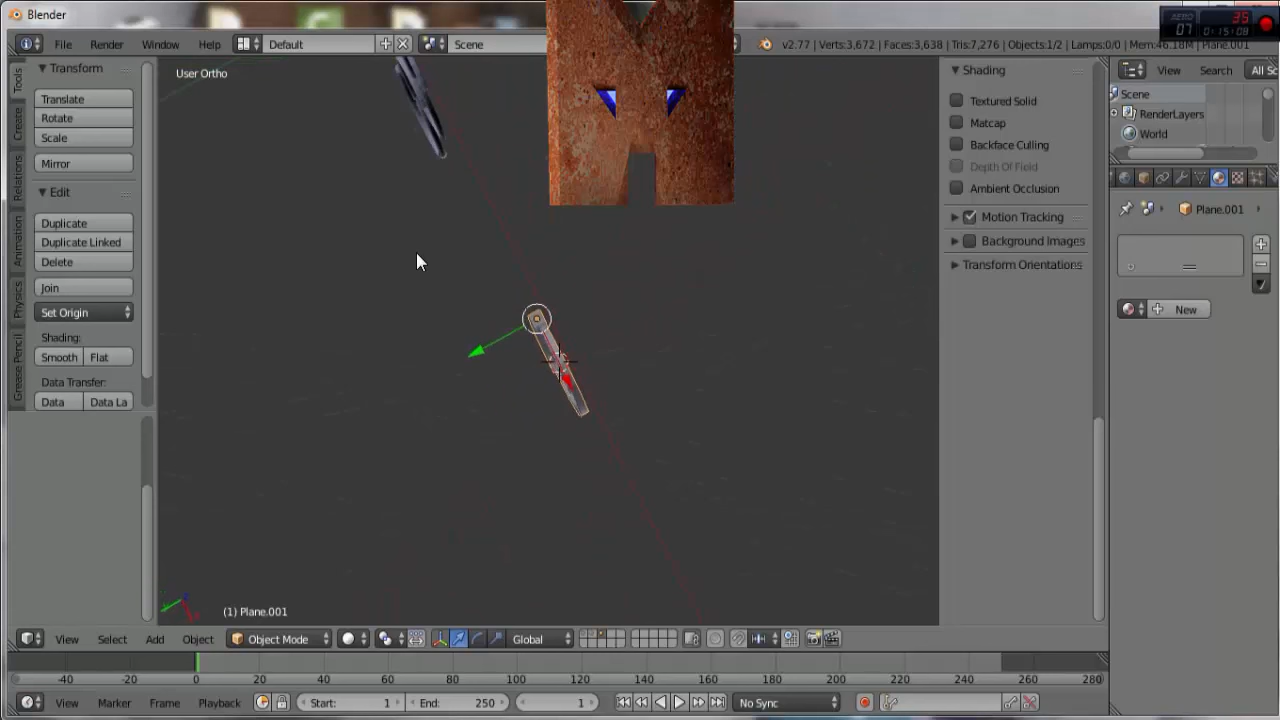 Blender
AERO 35
07 0:15:08
File Render Window Help Default Scene v2.77 | Verts:3,672 | Faces:3,638 | Tris:7,276 | Objects:1/2 | Lamps:0/0 | Mem:46.18M | Plane.001
Transform
Translate
Rotate
Scale
Mirror
Edit
Duplicate
Duplicate Linked
Delete
Join
Set Origin
Shading:
Smooth Flat
Data Transfer:
Data Data La
Tools
Create
Relations
Animation
Physics
Grease Pencil
User Ortho
(1) Plane.001
Shading
Textured Solid
Matcap
Backface Culling
Depth Of Field
Ambient Occlusion
Motion Tracking
Background Images
Transform Orientations
View Search All Sc
Scene
RenderLayers
World
Plane.001
New
View Select Add Object Object Mode Global
-40 -20 0 20 40 60 80 100 120 140 160 180 200 220 240 260 280
View Marker Frame Playback Start: 1 End: 250 1 No Sync